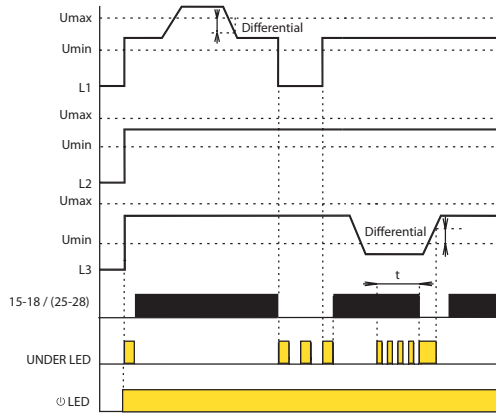 Umax
Differential
Umin
L1
Umax
Umin
L2
Umax
Differential
Umin
L3
t
15-18 / (25-28)
UNDER LED
⏻ LED